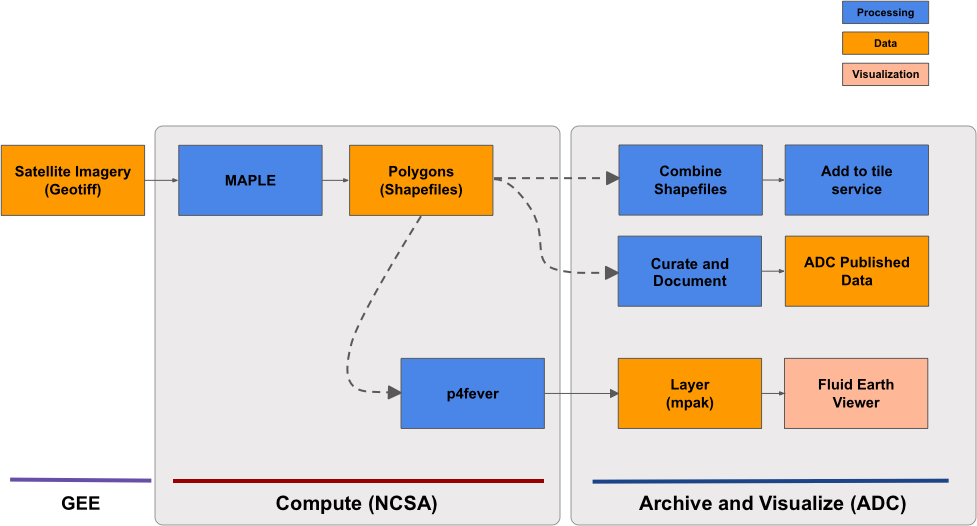 Processing
Data
Visualization
Satellite Imagery
(Geotiff)
MAPLE
Polygons
(Shapefiles)
Combine
Shapefiles
Add to tile
service
Curate and
Document
ADC Published
Data
p4fever
Layer
(mpak)
Fluid Earth
Viewer
GEE
Compute (NCSA)
Archive and Visualize (ADC)